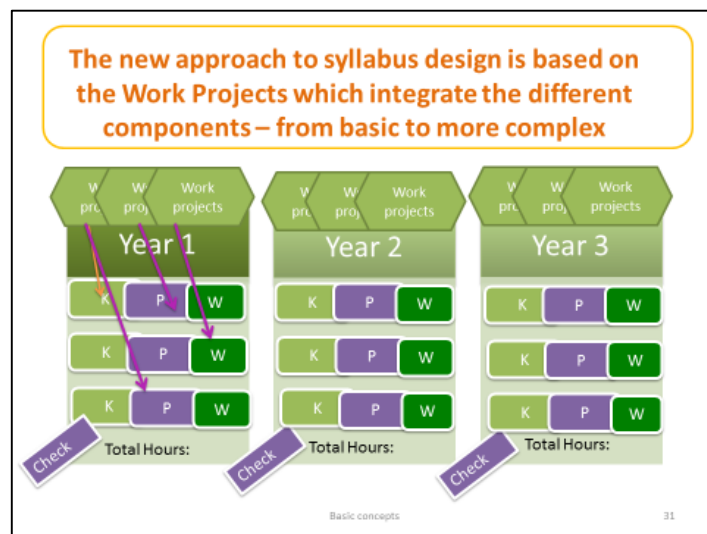 The new approach to syllabus design is based on
the Work Projects which integrate the different
components – from basic to more complex
Work
projects
Year 1
K P W
K P W
K P W
Check
Total Hours:
Work
projects
Year 2
K P W
K P W
K P W
Check
Total Hours:
Work
projects
Year 3
K P W
K P W
K P W
Check
Total Hours:
Basic concepts
31